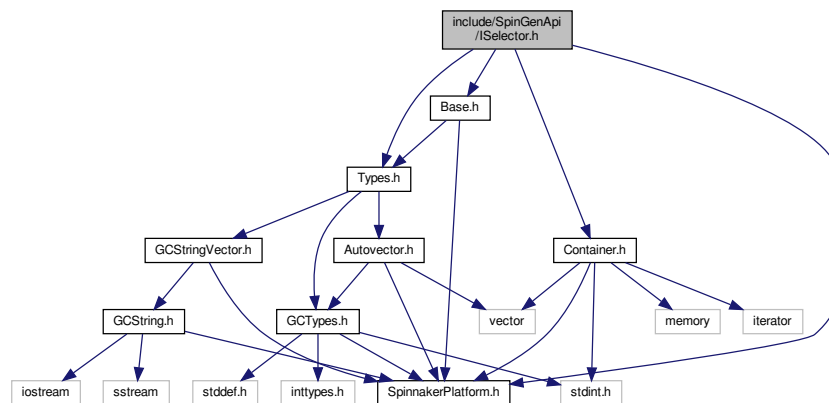 include/SpinGenApi
/ISelector.h
Base.h
Types.h
GCStringVector.h
Autovector.h
Container.h
GCString.h
GCTypes.h
vector
memory
iterator
iostream
sstream
stddef.h
inttypes.h
SpinnakerPlatform.h
stdint.h